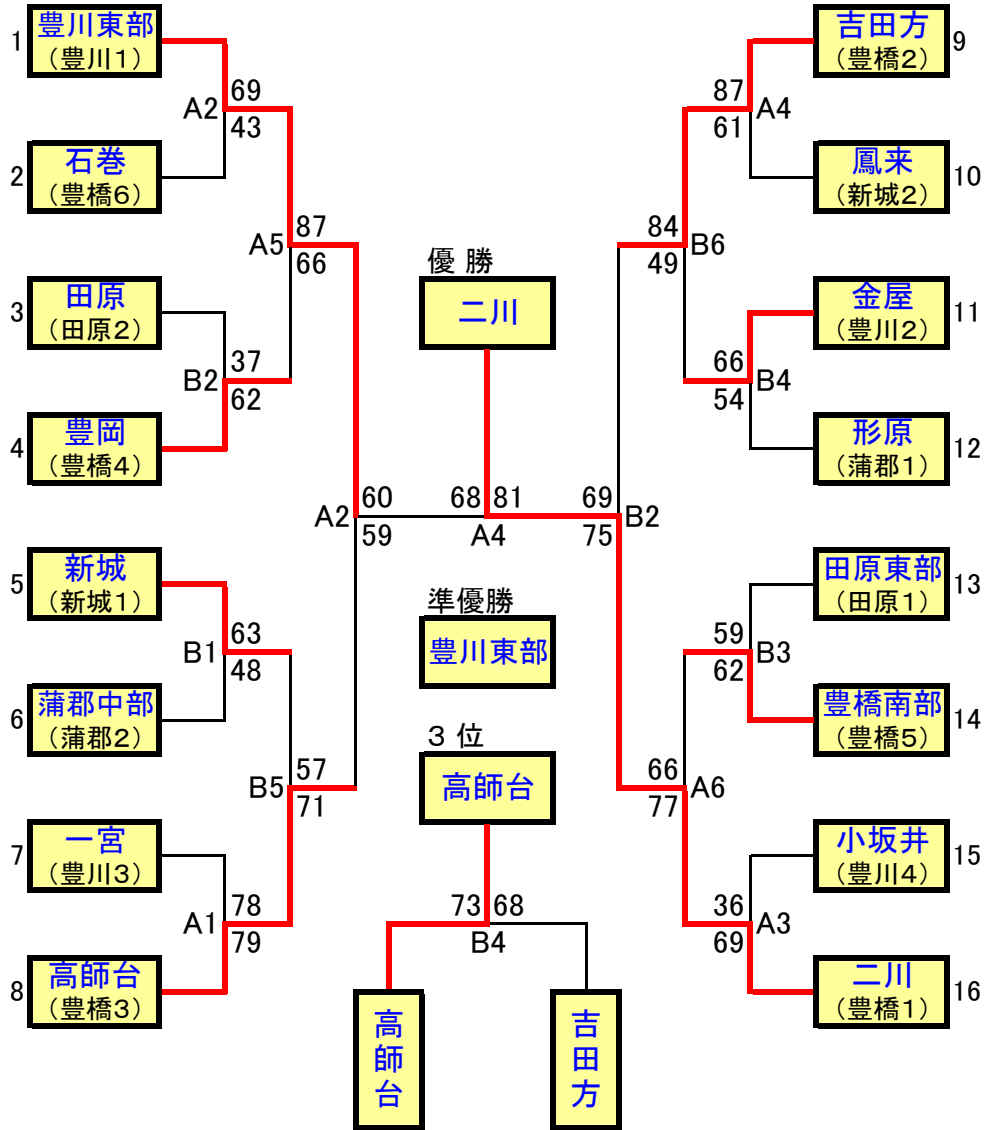 1
豊川東部
(豊川1)
69
A2
43
2
石巻
(豊橋6)
87
A5
66
3
田原
(田原2)
37
B2
62
4
豊岡
(豊橋4)
60
A2
59
5
新城
(新城1)
63
B1
48
6
蒲郡中部
(蒲郡2)
57
B5
71
7
一宮
(豊川3)
78
A1
79
8
高師台
(豊橋3)
優 勝
二川
68 81
A4
準優勝
豊川東部
3 位
高師台
73 68
B4
高師台
吉田方
吉田方
(豊橋2)
9
87
A4
61
鳳来
(新城2)
10
84
B6
49
金屋
(豊川2)
11
66
B4
54
形原
(蒲郡1)
12
69
B2
75
田原東部
(田原1)
13
59
B3
62
豊橋南部
(豊橋5)
14
66
A6
77
小坂井
(豊川4)
15
36
A3
69
二川
(豊橋1)
16